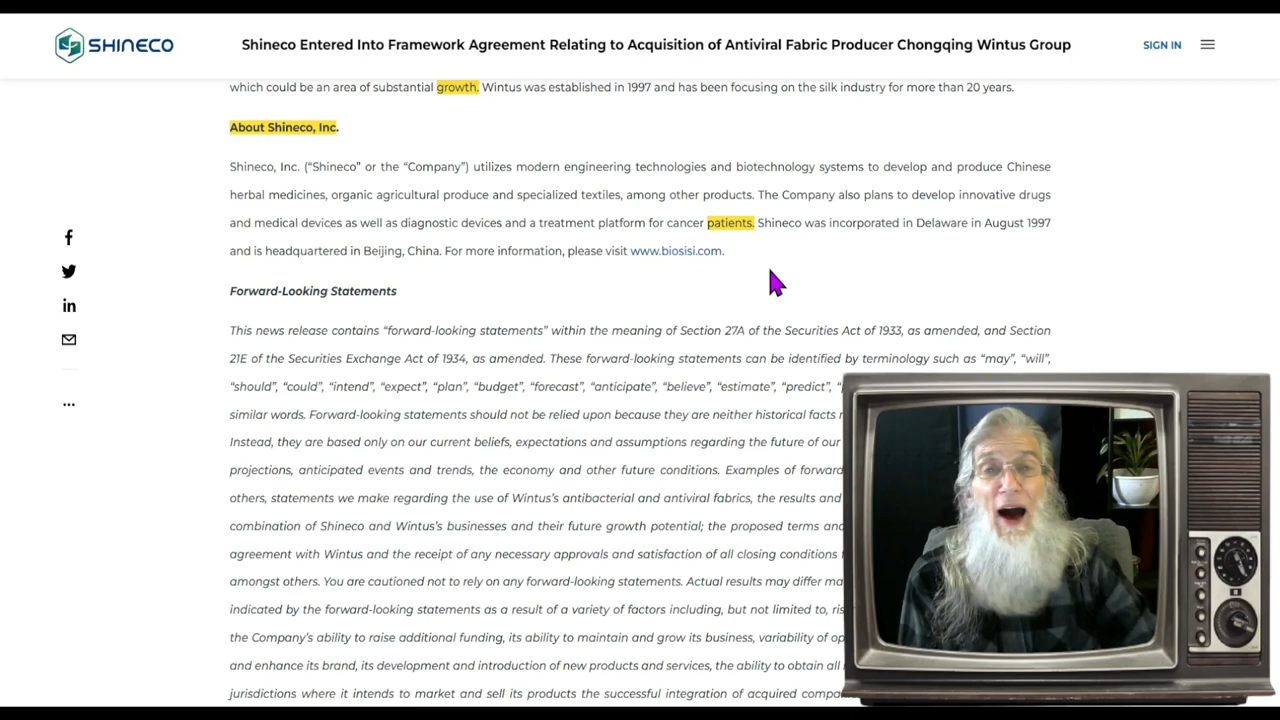 SHINECO
Shineco Entered Into Framework Agreement Relating to Acquisition of Antiviral Fabric Producer Chongqing Wintus Group
SIGN IN
which could be an area of substantial growth. Wintus was established in 1997 and has been focusing on the silk industry for more than 20 years.
About Shineco, Inc.
Shineco, Inc. (“Shineco” or the “Company”) utilizes modern engineering technologies and biotechnology systems to develop and produce Chinese
herbal medicines, organic agricultural produce and specialized textiles, among other products. The Company also plans to develop innovative drugs
and medical devices as well as diagnostic devices and a treatment platform for cancer patients. Shineco was incorporated in Delaware in August 1997
and is headquartered in Beijing, China. For more information, please visit www.biosisi.com.
Forward-Looking Statements
This news release contains “forward-looking statements” within the meaning of Section 27A of the Securities Act of 1933, as amended, and Section
21E of the Securities Exchange Act of 1934, as amended. These forward-looking statements can be identified by terminology such as “may”, “will”,
“should”, “could”, “intend”, “expect”, “plan”, “budget”, “forecast”, “anticipate”, “believe”, “estimate”, “predict”,
similar words. Forward-looking statements should not be relied upon because they are neither historical facts
Instead, they are based only on our current beliefs, expectations and assumptions regarding the future of our
projections, anticipated events and trends, the economy and other future conditions. Examples of forward
others, statements we make regarding the use of Wintus’s antibacterial and antiviral fabrics, the results and
combination of Shineco and Wintus’s businesses and their future growth potential; the proposed terms and
agreement with Wintus and the receipt of any necessary approvals and satisfaction of all closing conditions
amongst others. You are cautioned not to rely on any forward-looking statements. Actual results may differ
indicated by the forward-looking statements as a result of a variety of factors including, but not limited to,
the Company’s ability to raise additional funding, its ability to maintain and grow its business, variability of
and enhance its brand, its development and introduction of new products and services, the ability to obtain all
jurisdictions where it intends to market and sell its products the successful integration of acquired